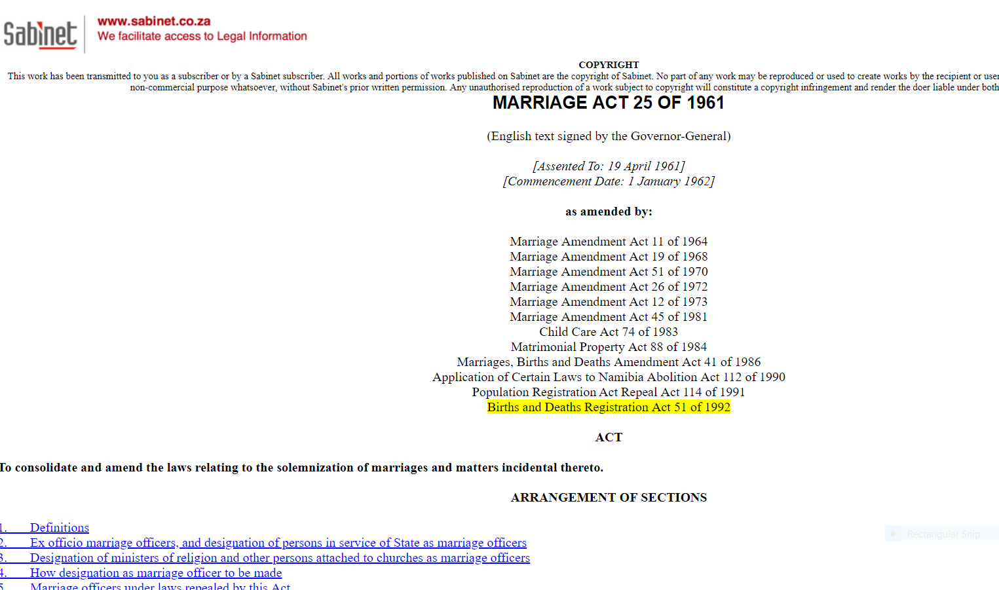 Sabinet
www.sabinet.co.za
We facilitate access to Legal Information
COPYRIGHT
This work has been transmitted to you as a subscriber or by a Sabinet subscriber. All works and portions of works published on Sabinet are the copyright of Sabinet. No part of any work may be reproduced or used to create works by the recipient or user
non-commercial purpose whatsoever, without Sabinet's prior written permission. Any unauthorised reproduction of a work subject to copyright will constitute a copyright infringement and render the doer liable under both
MARRIAGE ACT 25 OF 1961
(English text signed by the Governor-General)
[Assented To: 19 April 1961]
[Commencement Date: 1 January 1962]
as amended by:
Marriage Amendment Act 11 of 1964
Marriage Amendment Act 19 of 1968
Marriage Amendment Act 51 of 1970
Marriage Amendment Act 26 of 1972
Marriage Amendment Act 12 of 1973
Marriage Amendment Act 45 of 1981
Child Care Act 74 of 1983
Matrimonial Property Act 88 of 1984
Marriages, Births and Deaths Amendment Act 41 of 1986
Application of Certain Laws to Namibia Abolition Act 112 of 1990
Population Registration Act Repeal Act 114 of 1991
Births and Deaths Registration Act 51 of 1992
ACT
To consolidate and amend the laws relating to the solemnization of marriages and matters incidental thereto.
ARRANGEMENT OF SECTIONS
1. Definitions
2. Ex officio marriage officers, and designation of persons in service of State as marriage officers
3. Designation of ministers of religion and other persons attached to churches as marriage officers
4. How designation as marriage officer to be made
5. Marriage officers under laws repealed by this Act
Rectangular Snip